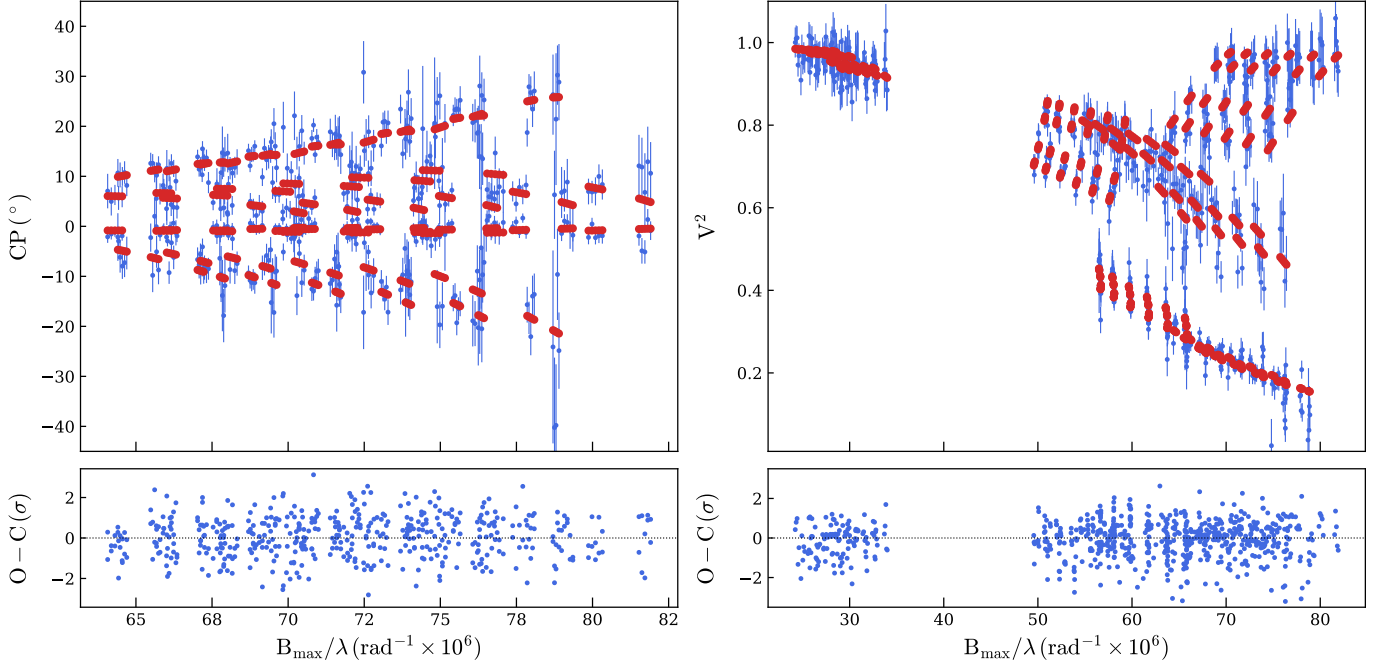 CP (°)
40
30
20
10
0
−10
−20
−30
−40
V²
1.0
0.8
0.6
0.4
0.2
O − C (σ)
2
0
−2
65 68 70 72 75 78 80 82
B_max/λ (rad⁻¹ × 10⁶)
O − C (σ)
2
0
−2
30 40 50 60 70 80
B_max/λ (rad⁻¹ × 10⁶)